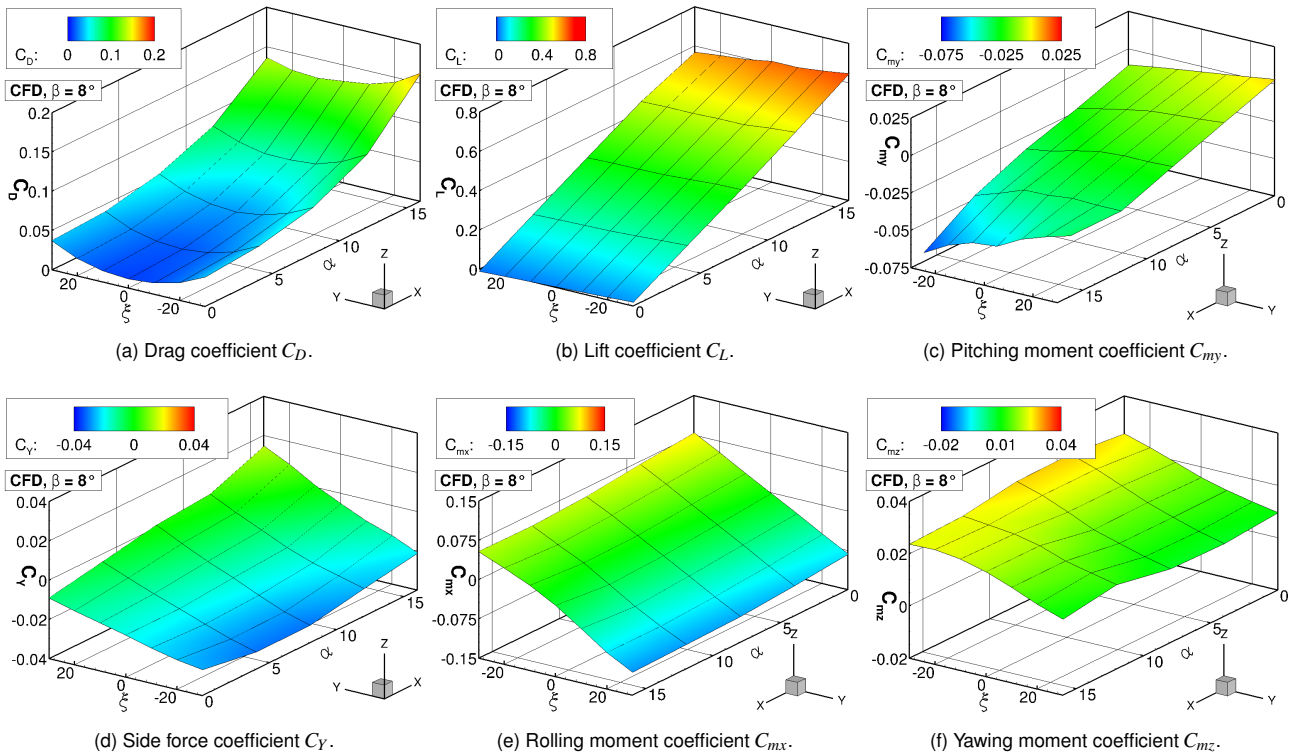 C_D: 0 0.1 0.2
CFD, β = 8°
0.2
0.15
0.1
0.05
0
C_D
20 0 -20
ξ
0 5 10 15
α
Z
Y X
(a) Drag coefficient C_D.
C_L: 0 0.4 0.8
CFD, β = 8°
0.8
0.6
0.4
0.2
0
C_L
20 0 -20
ξ
0 5 10 15
α
Z
Y X
(b) Lift coefficient C_L.
C_my: -0.075 -0.025 0.025
CFD, β = 8°
0.025
0
-0.025
-0.05
-0.075
C_my
-20 0 20
ξ
15 10 5 0
α
Z
X Y
(c) Pitching moment coefficient C_my.
C_Y: -0.04 0 0.04
CFD, β = 8°
0.04
0.02
0
-0.02
-0.04
C_Y
20 0 -20
ξ
0 5 10 15
α
Z
Y X
(d) Side force coefficient C_Y.
C_mx: -0.15 0 0.15
CFD, β = 8°
0.15
0.075
0
-0.075
-0.15
C_mx
-20 0 20
ξ
15 10 5 0
α
Z
X Y
(e) Rolling moment coefficient C_mx.
C_mz: -0.02 0.01 0.04
CFD, β = 8°
0.04
0.02
0
-0.02
C_mz
-20 0 20
ξ
15 10 5 0
α
Z
X Y
(f) Yawing moment coefficient C_mz.